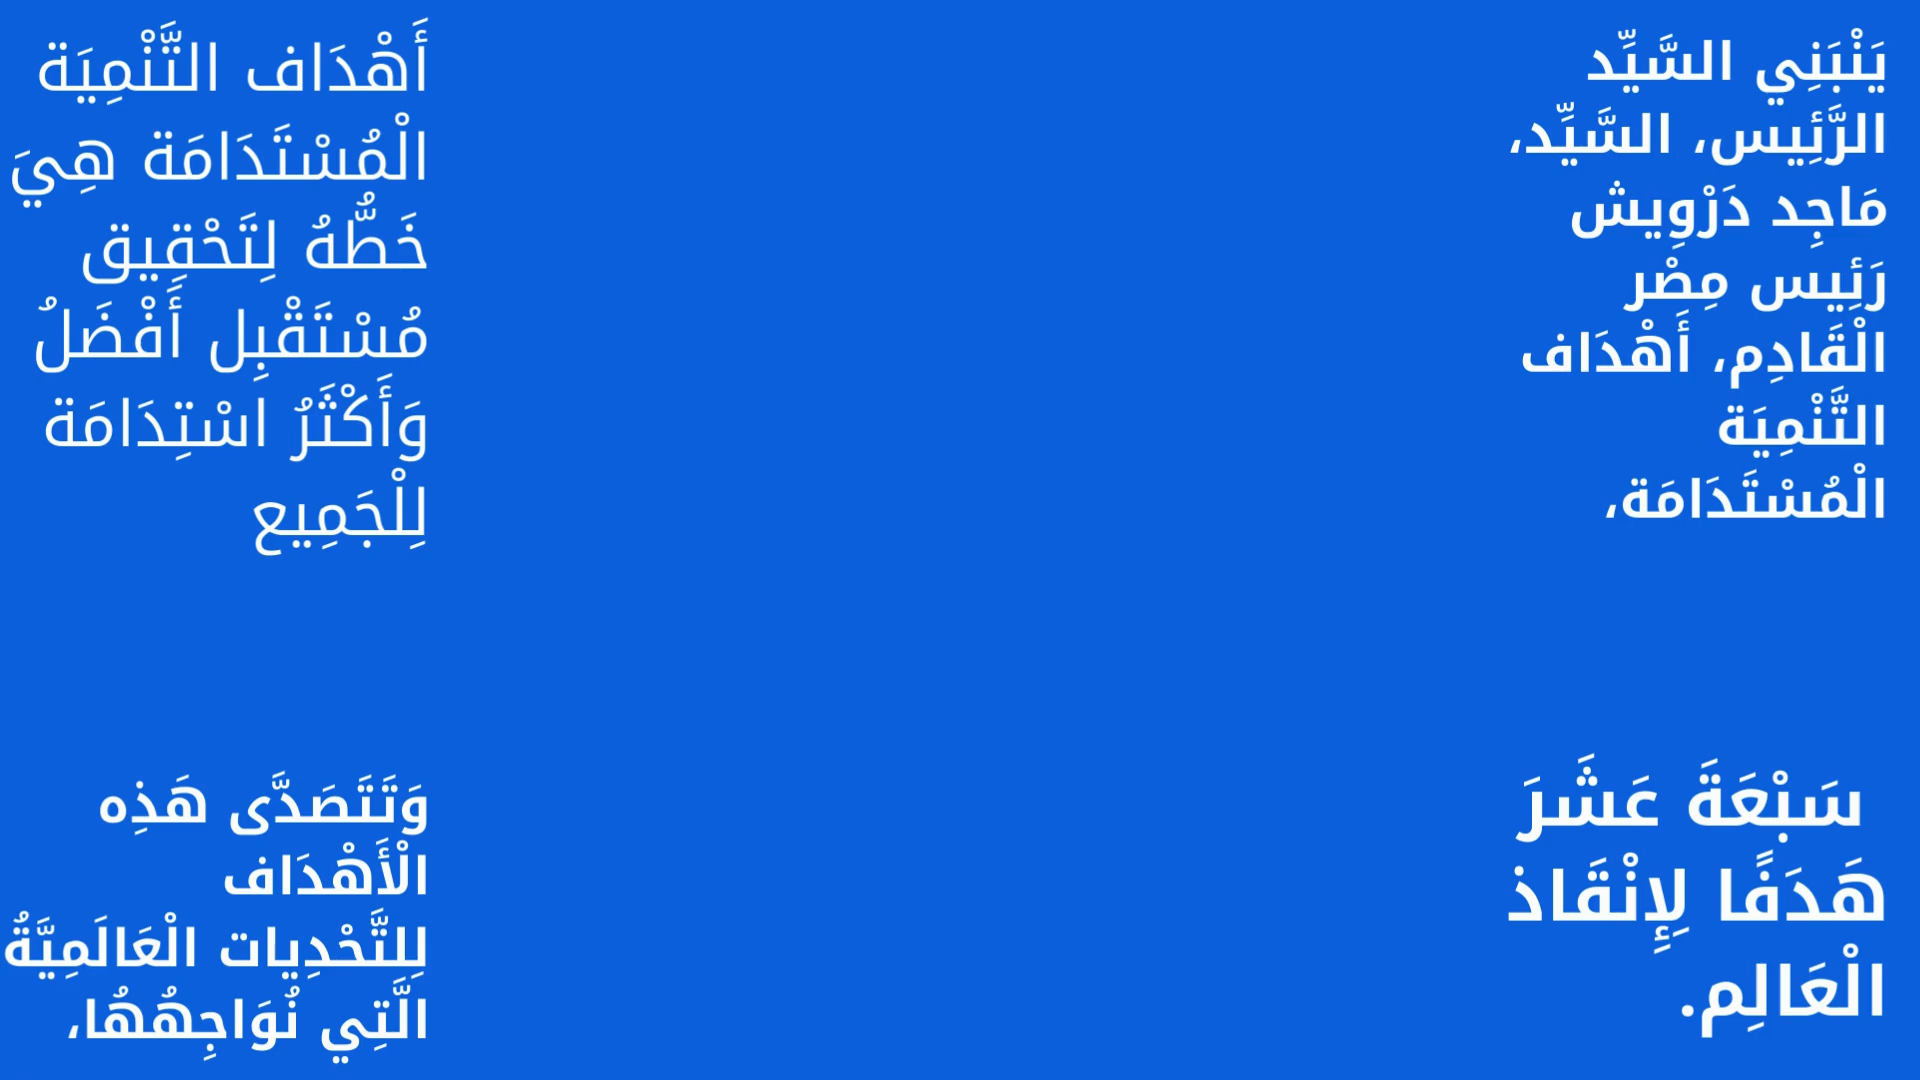 يَنْبَنِي السَّيِّد
الرَّئِيس، السَّيِّد،
مَاجِد دَرْوِيش
رَئِيس مِصْر
الْقَادِم، أَهْدَاف
التَّنْمِيَة
الْمُسْتَدَامَة،
أَهْدَاف التَّنْمِيَة
الْمُسْتَدَامَة هِيَ
خَطُّهُ لِتَحْقِيق
مُسْتَقْبِل أَفْضَلُ
وَأَكْثَرُ اسْتِدَامَة
لِلْجَمِيع
سَبْعَةَ عَشَرَ
هَدَفًا لِإِنْقَاذ
الْعَالِم.
وَتَتَصَدَّى هَذِه
الْأَهْدَاف
لِلتَّحْدِيات الْعَالَمِيَّةُ
الَّتِي نُوَاجِهُهُا،